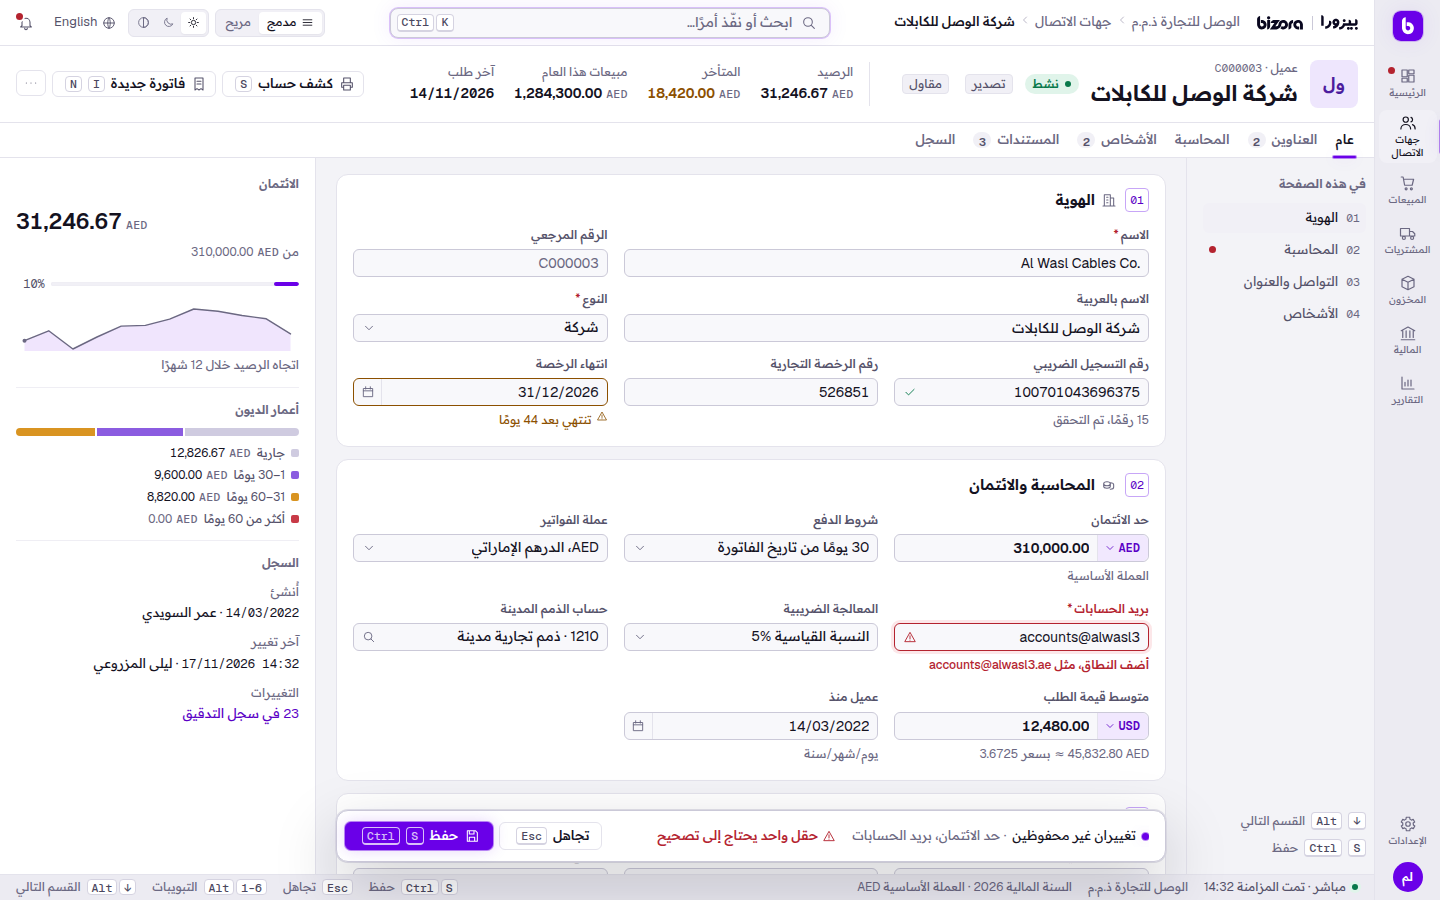 بيزورا | bizora
الوصل للتجارة ذ.م.م › جهات الاتصال › شركة الوصل للكابلات
ابحث أو نفّذ أمرًا...
Ctrl K
مدمج مريح
English
الرئيسية
جهات الاتصال
المبيعات
المشتريات
المخزون
المالية
التقارير
الإعدادات
لم
ول
عميل · C000003
شركة الوصل للكابلات
نشط
تصدير
مقاول
الرصيد
31,246.67 AED
المتأخر
18,420.00 AED
مبيعات هذا العام
1,284,300.00 AED
آخر طلب
14/11/2026
كشف حساب S
فاتورة جديدة I N
عام
العناوين 2
المحاسبة
الأشخاص 2
المستندات 3
السجل
في هذه الصفحة
01 الهوية
02 المحاسبة
03 التواصل والعنوان
04 الأشخاص
Alt ↓ القسم التالي
Ctrl S حفظ
01 الهوية
الاسم *
Al Wasl Cables Co.
الرقم المرجعي
C000003
الاسم بالعربية
شركة الوصل للكابلات
النوع *
شركة
رقم التسجيل الضريبي
100701043696375
15 رقمًا، تم التحقق
رقم الرخصة التجارية
526851
انتهاء الرخصة
31/12/2026
تنتهي بعد 44 يومًا
02 المحاسبة والائتمان
حد الائتمان
AED 310,000.00
العملة الأساسية
شروط الدفع
30 يومًا من تاريخ الفاتورة
عملة الفواتير
AED، الدرهم الإماراتي
بريد الحسابات *
accounts@alwasl3
أضف النطاق، مثل accounts@alwasl3.ae
المعالجة الضريبية
النسبة القياسية 5%
حساب الذمم المدينة
1210 · ذمم تجارية مدينة
متوسط قيمة الطلب
USD 12,480.00
≈ 45,832.80 AED بسعر 3.6725
عميل منذ
14/03/2022
يوم/شهر/سنة
تغييران غير محفوظين · حد الائتمان، بريد الحسابات
حقل واحد يحتاج إلى تصحيح
تجاهل Esc
حفظ Ctrl S
الائتمان
31,246.67 AED
من 310,000.00 AED
10%
اتجاه الرصيد خلال 12 شهرًا
أعمار الديون
جارية 12,826.67 AED
1–30 يومًا 9,600.00 AED
31–60 يومًا 8,820.00 AED
أكثر من 60 يومًا 0.00 AED
السجل
أنشئ
14/03/2022 · عمر السويدي
آخر تغيير
17/11/2026 14:32 · ليلى المزروعي
التغييرات
23 في سجل التدقيق
مباشر · تمت المزامنة 14:32
الوصل للتجارة ذ.م.م
السنة المالية 2026 · العملة الأساسية AED
Ctrl S حفظ
Esc تجاهل
Alt 1–6 التبويبات
Alt ↓ القسم التالي